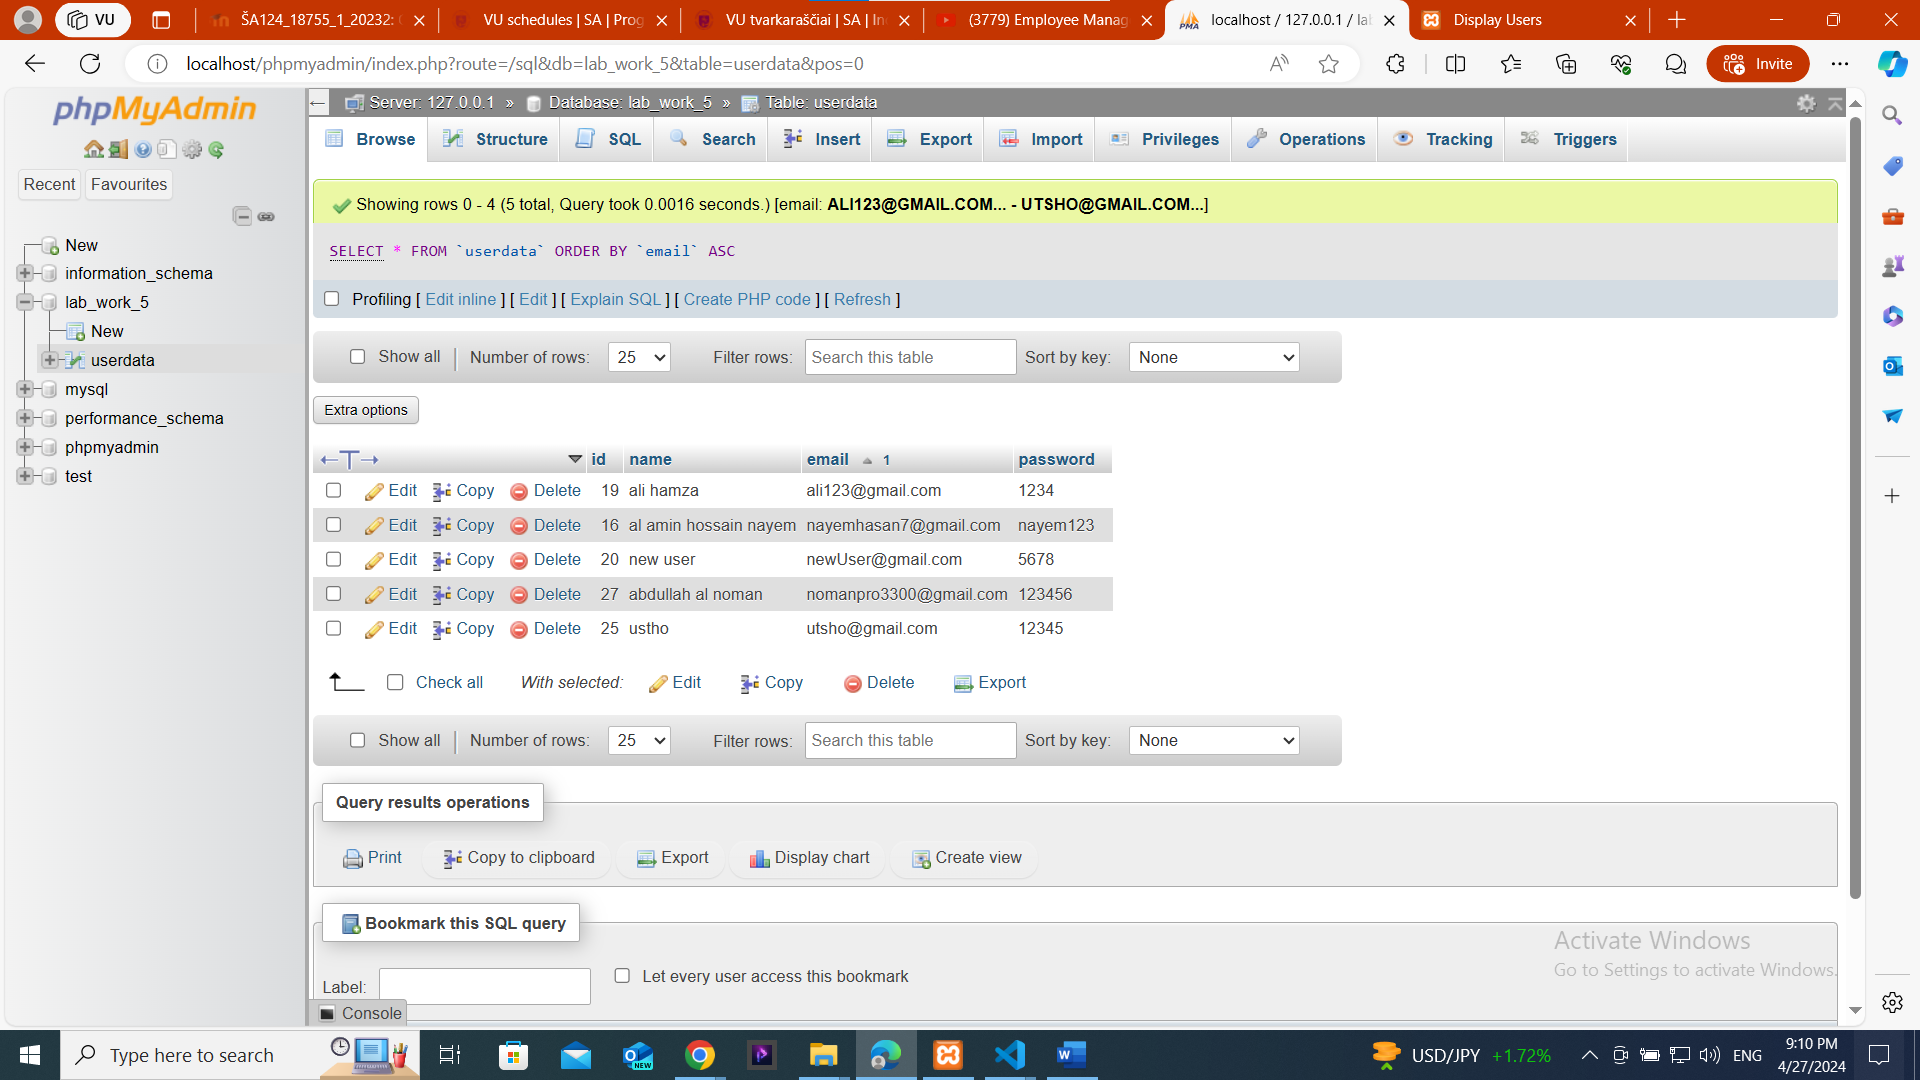 VU
ŠA124_18755_1_20232:
VU schedules | SA | Prog
VU tvarkaraščiai | SA | In
(3779) Employee Manag
localhost / 127.0.0.1 / la
Display Users
localhost/phpmyadmin/index.php?route=/sql&db=lab_work_5&table=userdata&pos=0
Invite
phpMyAdmin
Recent
Favourites
New
information_schema
lab_work_5
New
userdata
mysql
performance_schema
phpmyadmin
test
Server: 127.0.0.1 » Database: lab_work_5 » Table: userdata
Browse
Structure
SQL
Search
Insert
Export
Import
Privileges
Operations
Tracking
Triggers
Showing rows 0 - 4 (5 total, Query took 0.0016 seconds.) [email: ALI123@GMAIL.COM... - UTSHO@GMAIL.COM...]
SELECT * FROM `userdata` ORDER BY `email` ASC
Profiling [ Edit inline ] [ Edit ] [ Explain SQL ] [ Create PHP code ] [ Refresh ]
Show all
Number of rows: 25
Filter rows: Search this table
Sort by key: None
Extra options
id name email 1 password
Edit Copy Delete 19 ali hamza ali123@gmail.com 1234
Edit Copy Delete 16 al amin hossain nayem nayemhasan7@gmail.com nayem123
Edit Copy Delete 20 new user newUser@gmail.com 5678
Edit Copy Delete 27 abdullah al noman nomanpro3300@gmail.com 123456
Edit Copy Delete 25 ustho utsho@gmail.com 12345
Check all With selected: Edit Copy Delete Export
Show all
Number of rows: 25
Filter rows: Search this table
Sort by key: None
Query results operations
Print Copy to clipboard Export Display chart Create view
Bookmark this SQL query
Label: Let every user access this bookmark
Console
Activate Windows
Go to Settings to activate Windows.
Type here to search
NEW
USD/JPY +1.72%
ENG
9:10 PM
4/27/2024